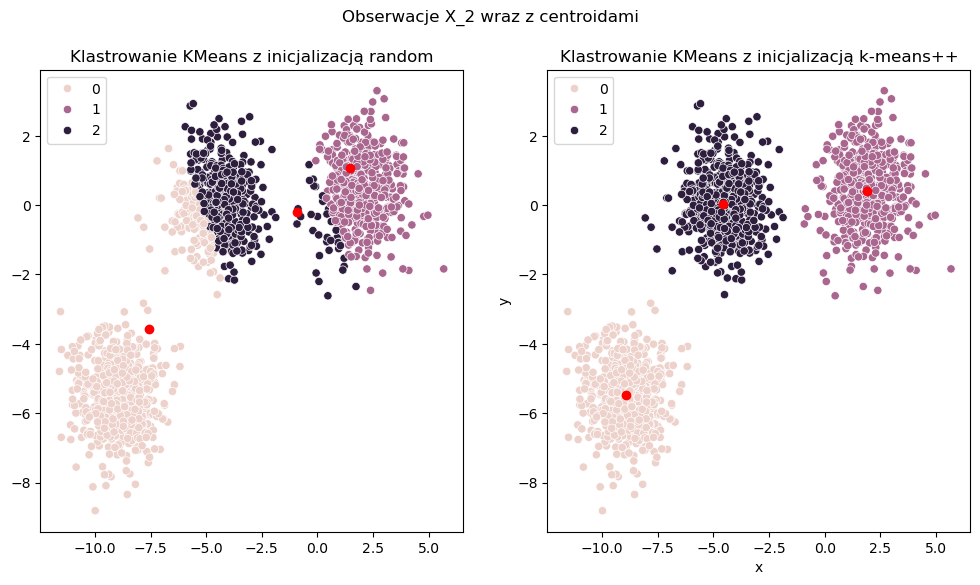 Obserwacje X_2 wraz z centroidami
Klastrowanie KMeans z inicjalizacją random
0
1
2
2
0
−2
−4
−6
−8
−10.0 −7.5 −5.0 −2.5 0.0 2.5 5.0
Klastrowanie KMeans z inicjalizacją k-means++
0
1
2
y
2
0
−2
−4
−6
−8
−10.0 −7.5 −5.0 −2.5 0.0 2.5 5.0
x